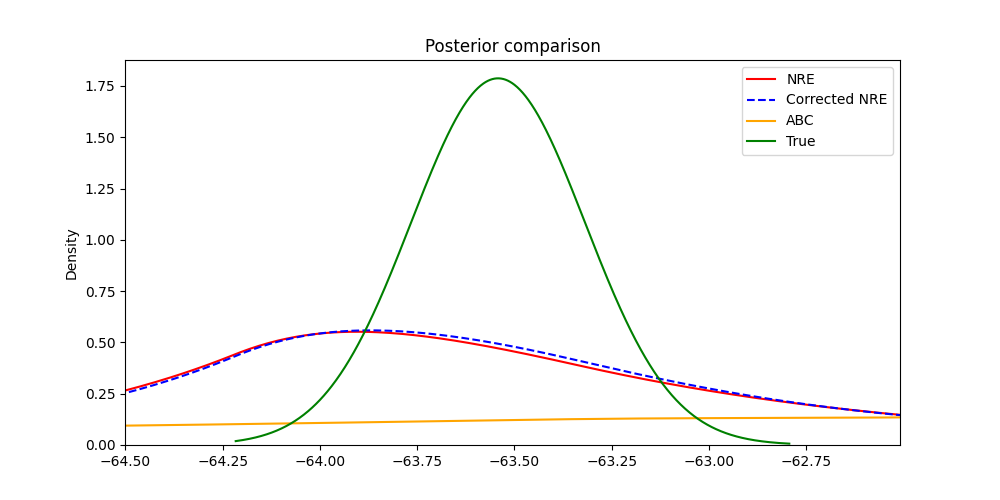 Posterior comparison
NRE
Corrected NRE
ABC
True
Density
1.75
1.50
1.25
1.00
0.75
0.50
0.25
0.00
−64.50 −64.25 −64.00 −63.75 −63.50 −63.25 −63.00 −62.75